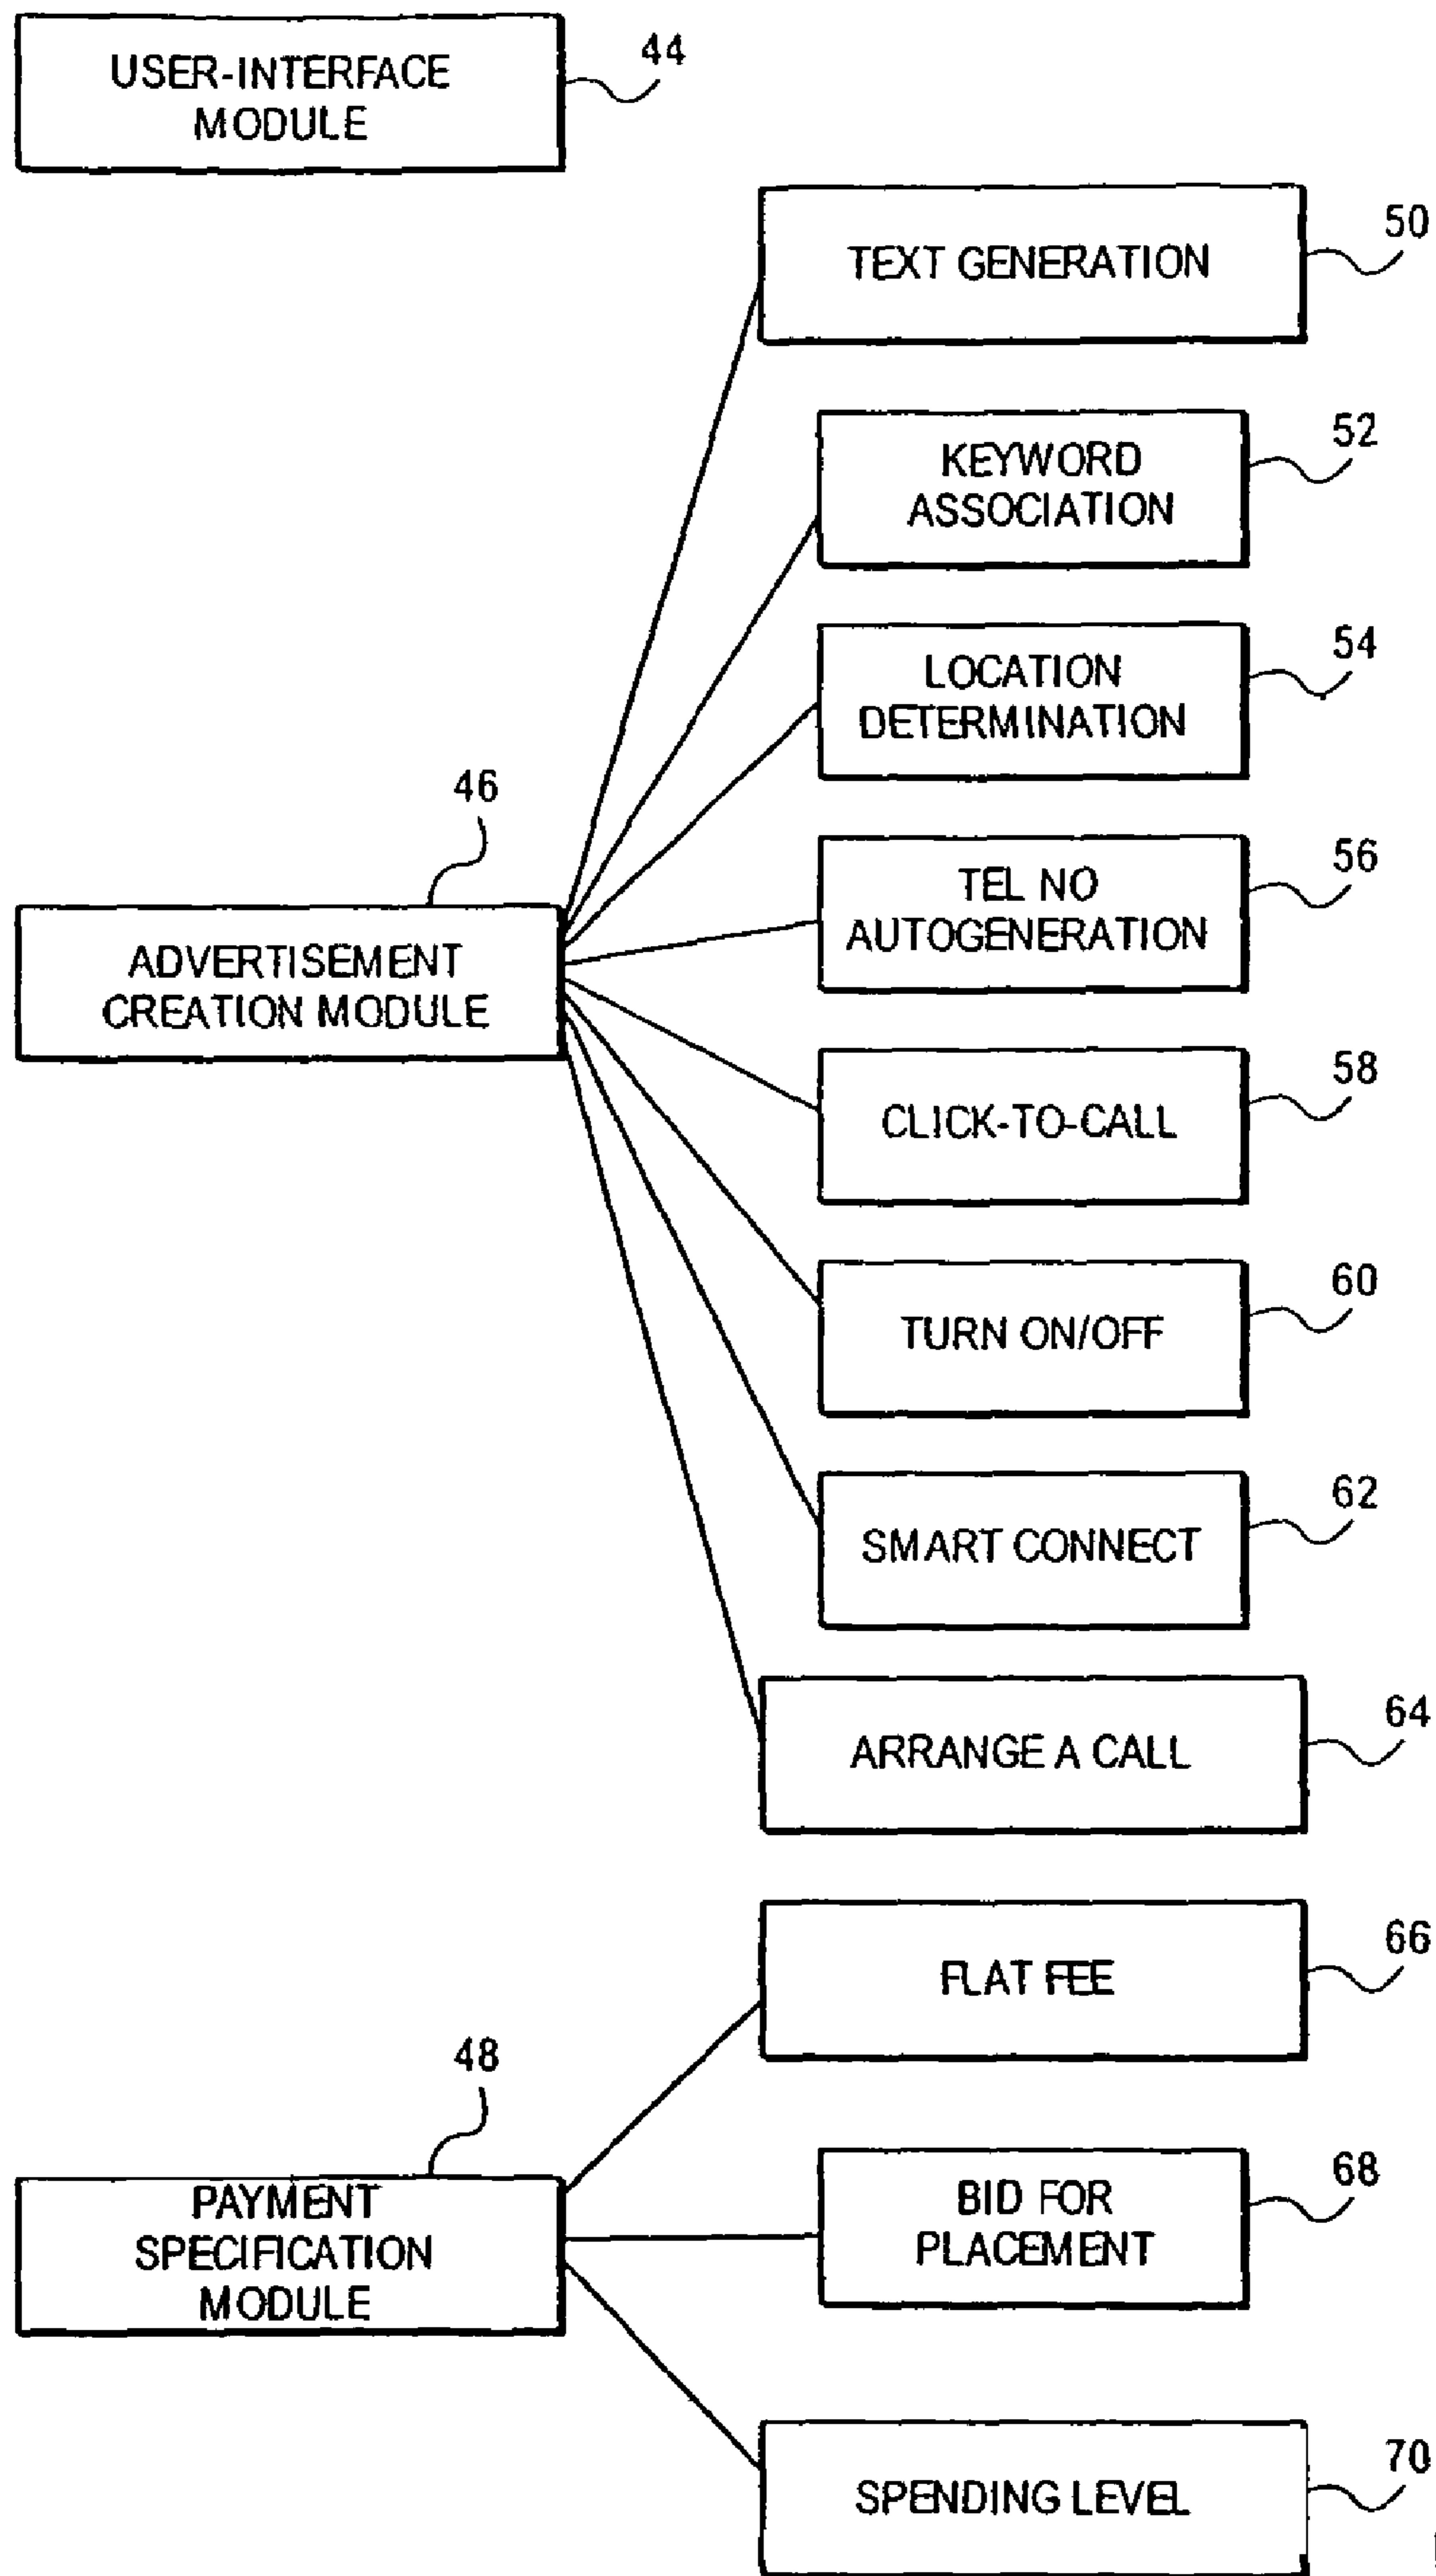 USER-INTERFACE
MODULE
44
TEXT GENERATION
50
KEYWORD
ASSOCIATION
52
LOCATION
DETERMINATION
54
46
ADVERTISEMENT
CREATION MODULE
TEL NO
AUTOGENERATION
56
CLICK-TO-CALL
58
TURN ON/OFF
60
SMART CONNECT
62
ARRANGE A CALL
64
FLAT FEE
66
48
PAYMENT
SPECIFICATION
MODULE
BID FOR
PLACEMENT
68
SPENDING LEVEL
70